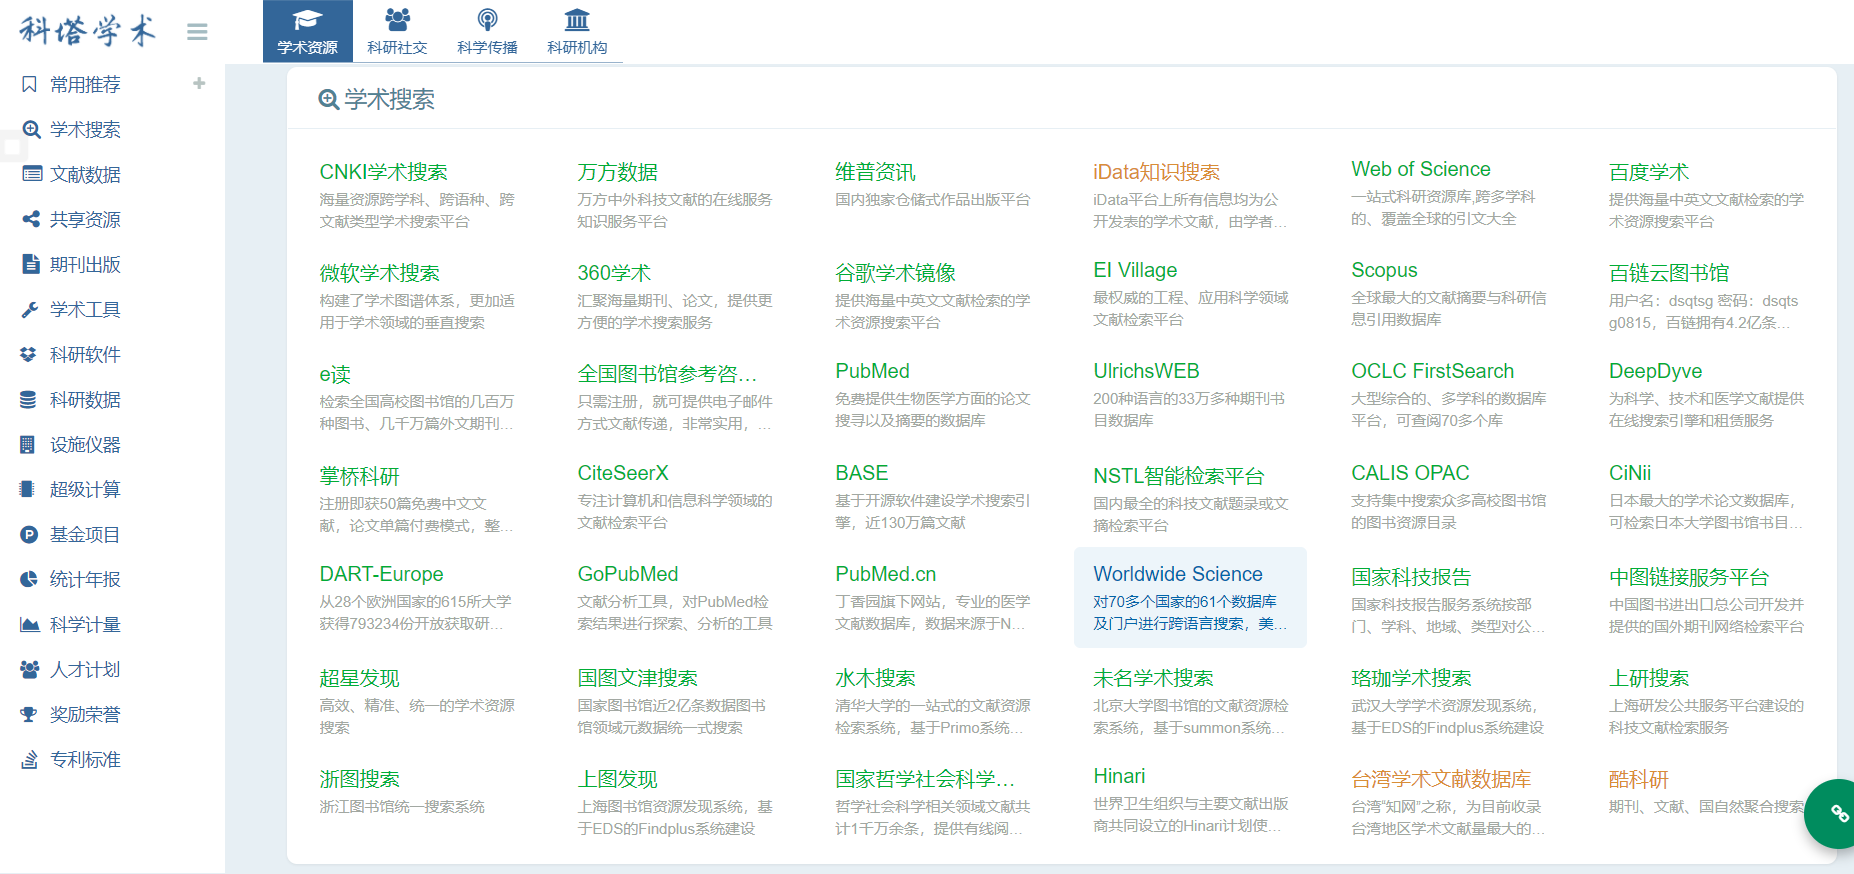 科塔学术
学术资源
科研社交
科学传播
科研机构
常用推荐
学术搜索
文献数据
共享资源
期刊出版
学术工具
科研软件
科研数据
设施仪器
超级计算
基金项目
统计年报
科学计量
人才计划
奖励荣誉
专利标准
学术搜索
CNKI学术搜索
海量资源跨学科、跨语种、跨
文献类型学术搜索平台
万方数据
万方中外科技文献的在线服务
知识服务平台
维普资讯
国内独家仓储式作品出版平台
iData知识搜索
iData平台上所有信息均为公
开发表的学术文献，由学者...
Web of Science
一站式科研资源库,跨多学科
的、覆盖全球的引文大全
百度学术
提供海量中英文文献检索的学
术资源搜索平台
微软学术搜索
构建了学术图谱体系，更加适
用于学术领域的垂直搜索
360学术
汇聚海量期刊、论文，提供更
方便的学术搜索服务
谷歌学术镜像
提供海量中英文文献检索的学
术资源搜索平台
EI Village
最权威的工程、应用科学领域
文献检索平台
Scopus
全球最大的文献摘要与科研信
息引用数据库
百链云图书馆
用户名：dsqtsg 密码：dsqts
g0815，百链拥有4.2亿条...
e读
检索全国高校图书馆的几百万
种图书、几千万篇外文期刊...
全国图书馆参考咨...
只需注册，就可提供电子邮件
方式文献传递，非常实用，...
PubMed
免费提供生物医学方面的论文
搜寻以及摘要的数据库
UlrichsWEB
200种语言的33万多种期刊书
目数据库
OCLC FirstSearch
大型综合的、多学科的数据库
平台，可查阅70多个库
DeepDyve
为科学、技术和医学文献提供
在线搜索引擎和租赁服务
掌桥科研
注册即获50篇免费中文文
献，论文单篇付费模式，整...
CiteSeerX
专注计算机和信息科学领域的
文献检索平台
BASE
基于开源软件建设学术搜索引
擎，近130万篇文献
NSTL智能检索平台
国内最全的科技文献题录或文
摘检索平台
CALIS OPAC
支持集中搜索众多高校图书馆
的图书资源目录
CiNii
日本最大的学术论文数据库，
可检索日本大学图书馆书目...
DART-Europe
从28个欧洲国家的615所大学
获得793234份开放获取研...
GoPubMed
文献分析工具，对PubMed检
索结果进行探索、分析的工具
PubMed.cn
丁香园旗下网站，专业的医学
文献数据库，数据来源于N...
Worldwide Science
对70多个国家的61个数据库
及门户进行跨语言搜索，美...
国家科技报告
国家科技报告服务系统按部
门、学科、地域、类型对公...
中图链接服务平台
中国图书进出口总公司开发并
提供的国外期刊网络检索平台
超星发现
高效、精准、统一的学术资源
搜索
国图文津搜索
国家图书馆近2亿条数据图书
馆领域元数据统一式搜索
水木搜索
清华大学的一站式的文献资源
检索系统，基于Primo系统...
未名学术搜索
北京大学图书馆的文献资源检
索系统，基于summon系统...
珞珈学术搜索
武汉大学学术资源发现系统，
基于EDS的Findplus系统建设
上研搜索
上海研发公共服务平台建设的
科技文献检索服务
浙图搜索
浙江图书馆统一搜索系统
上图发现
上海图书馆资源发现系统，基
于EDS的Findplus系统建设
国家哲学社会科学...
哲学社会科学相关领域文献共
计1千万余条，提供有线阅...
Hinari
世界卫生组织与主要文献出版
商共同设立的Hinari计划使...
台湾学术文献数据库
台湾“知网”之称，为目前收录
台湾地区学术文献量最大的...
酷科研
期刊、文献、国自然聚合搜索